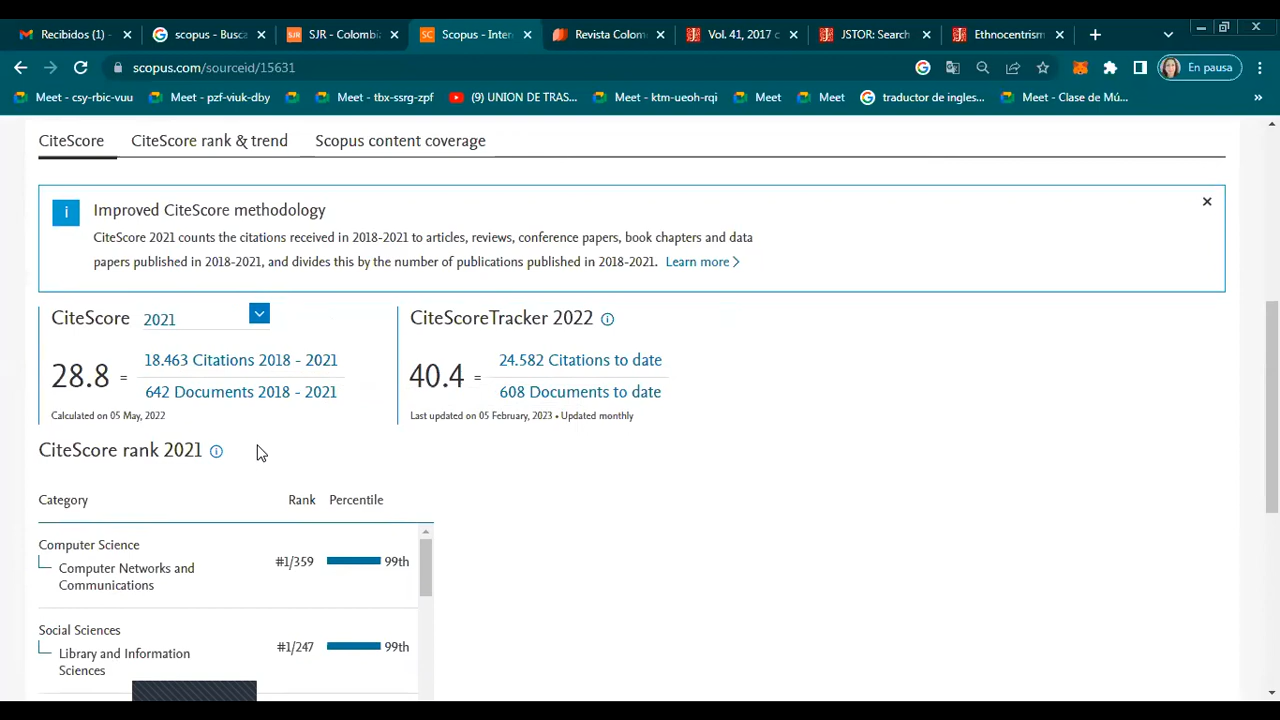 Recibidos (1) -
scopus - Busca
SJR - Colombi
Scopus - Inter
Revista Colom
Vol. 41, 2017 c
JSTOR: Search
Ethnocentrism
scopus.com/sourceid/15631
En pausa
Meet - csy-rbic-vuu
Meet - pzf-viuk-dby
Meet - tbx-ssrg-zpf
(9) UNION DE TRAS...
Meet - ktm-ueoh-rqi
Meet
Meet
traductor de ingles...
Meet - Clase de Mú...
CiteScore
CiteScore rank & trend
Scopus content coverage
Improved CiteScore methodology
CiteScore 2021 counts the citations received in 2018-2021 to articles, reviews, conference papers, book chapters and data
papers published in 2018-2021, and divides this by the number of publications published in 2018-2021. Learn more
CiteScore 2021
28.8 =
18.463 Citations 2018 - 2021
642 Documents 2018 - 2021
Calculated on 05 May, 2022
CiteScoreTracker 2022
40.4 =
24.582 Citations to date
608 Documents to date
Last updated on 05 February, 2023 • Updated monthly
CiteScore rank 2021
Category Rank Percentile
Computer Science
Computer Networks and
Communications
#1/359 99th
Social Sciences
Library and Information
Sciences
#1/247 99th